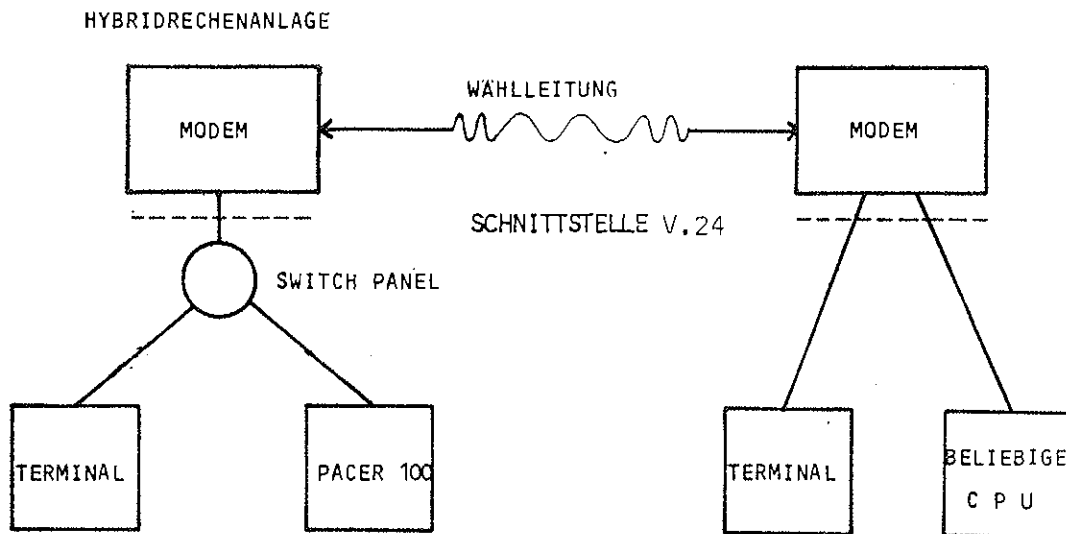 HYBRIDRECHENANLAGE
WÄHLLEITUNG
MODEM
MODEM
SCHNITTSTELLE V.24
SWITCH PANEL
TERMINAL
PACER 100
TERMINAL
BELIEBIGE
C P U